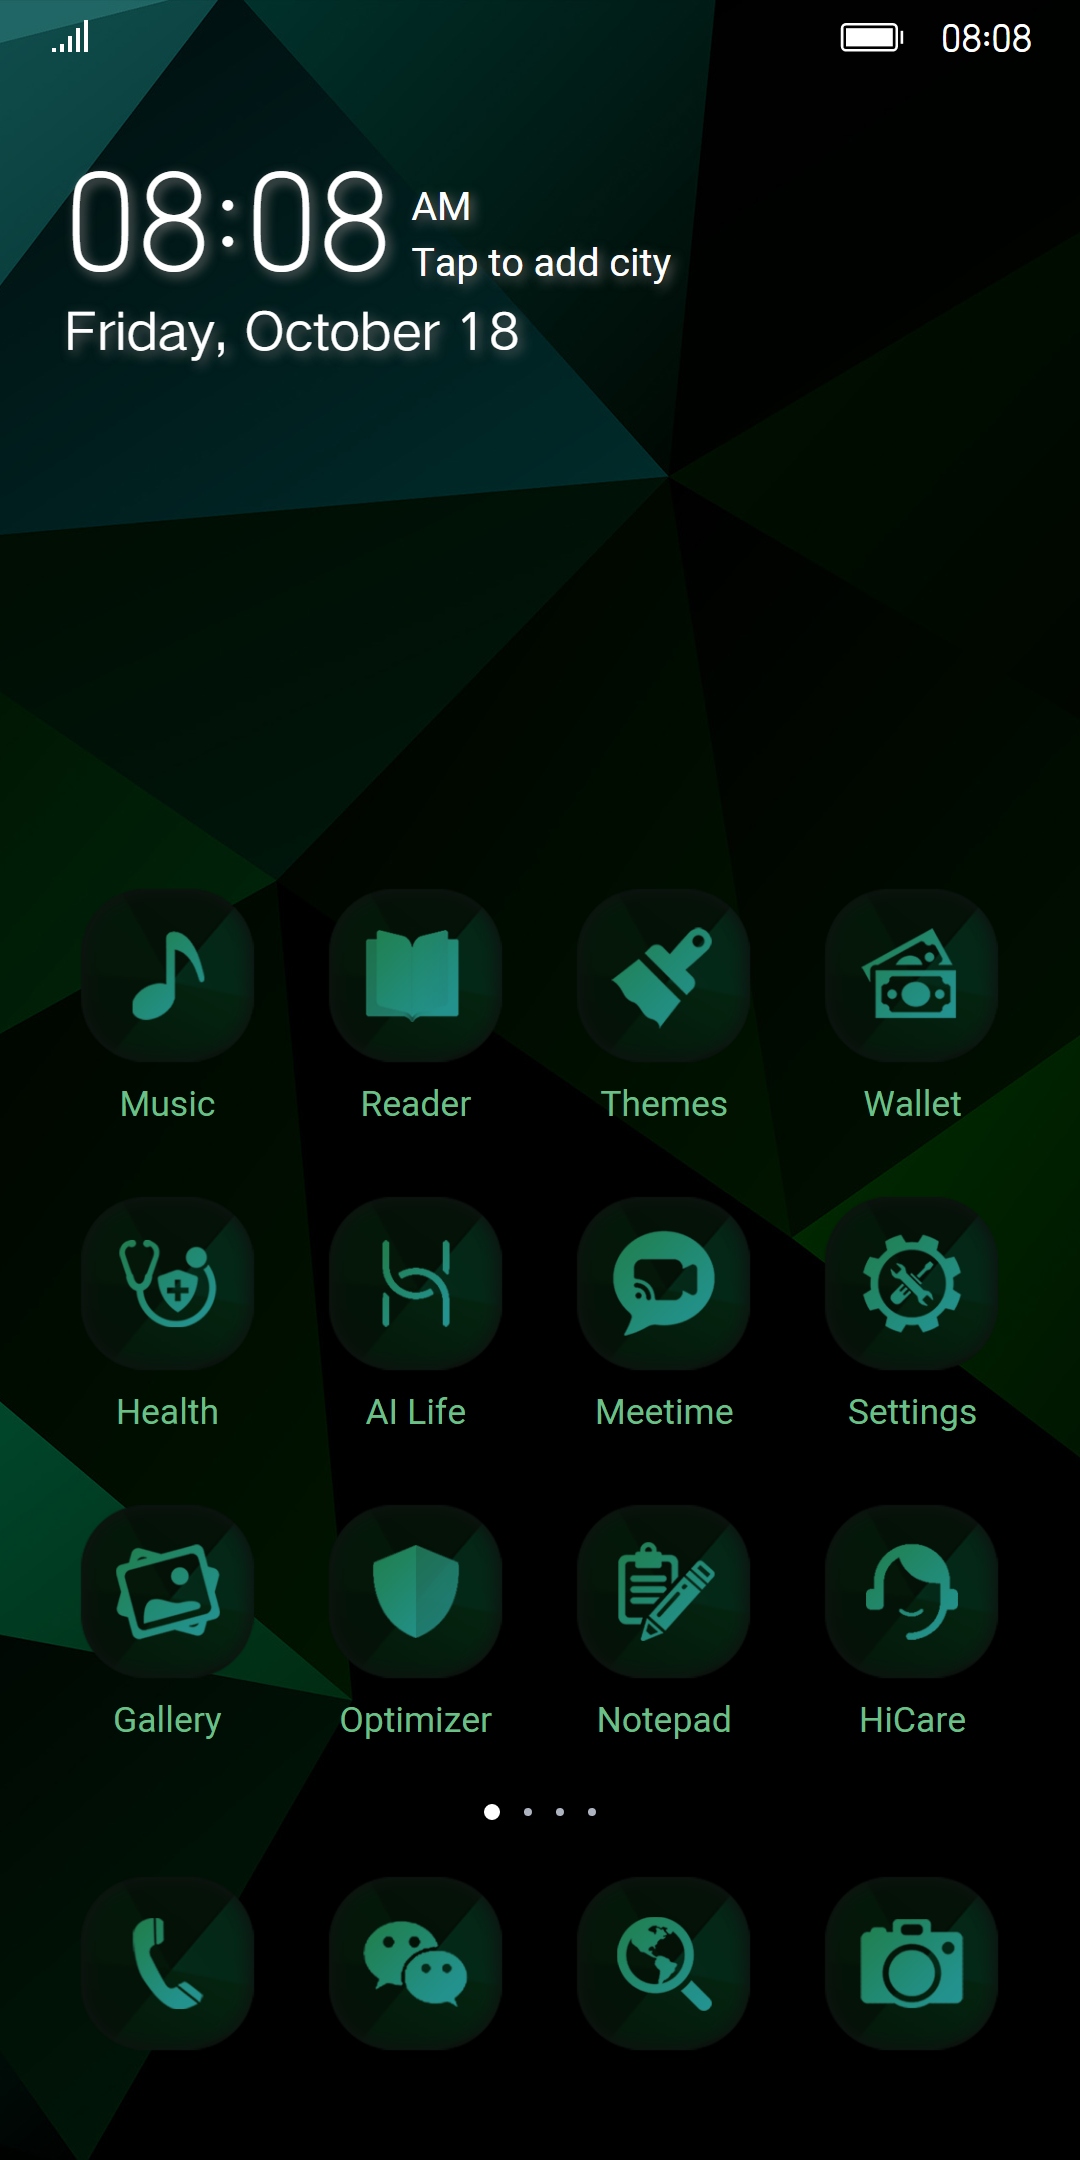 08:08
08:08 AM
Tap to add city
Friday, October 18
Music Reader Themes Wallet
Health AI Life Meetime Settings
Gallery Optimizer Notepad HiCare